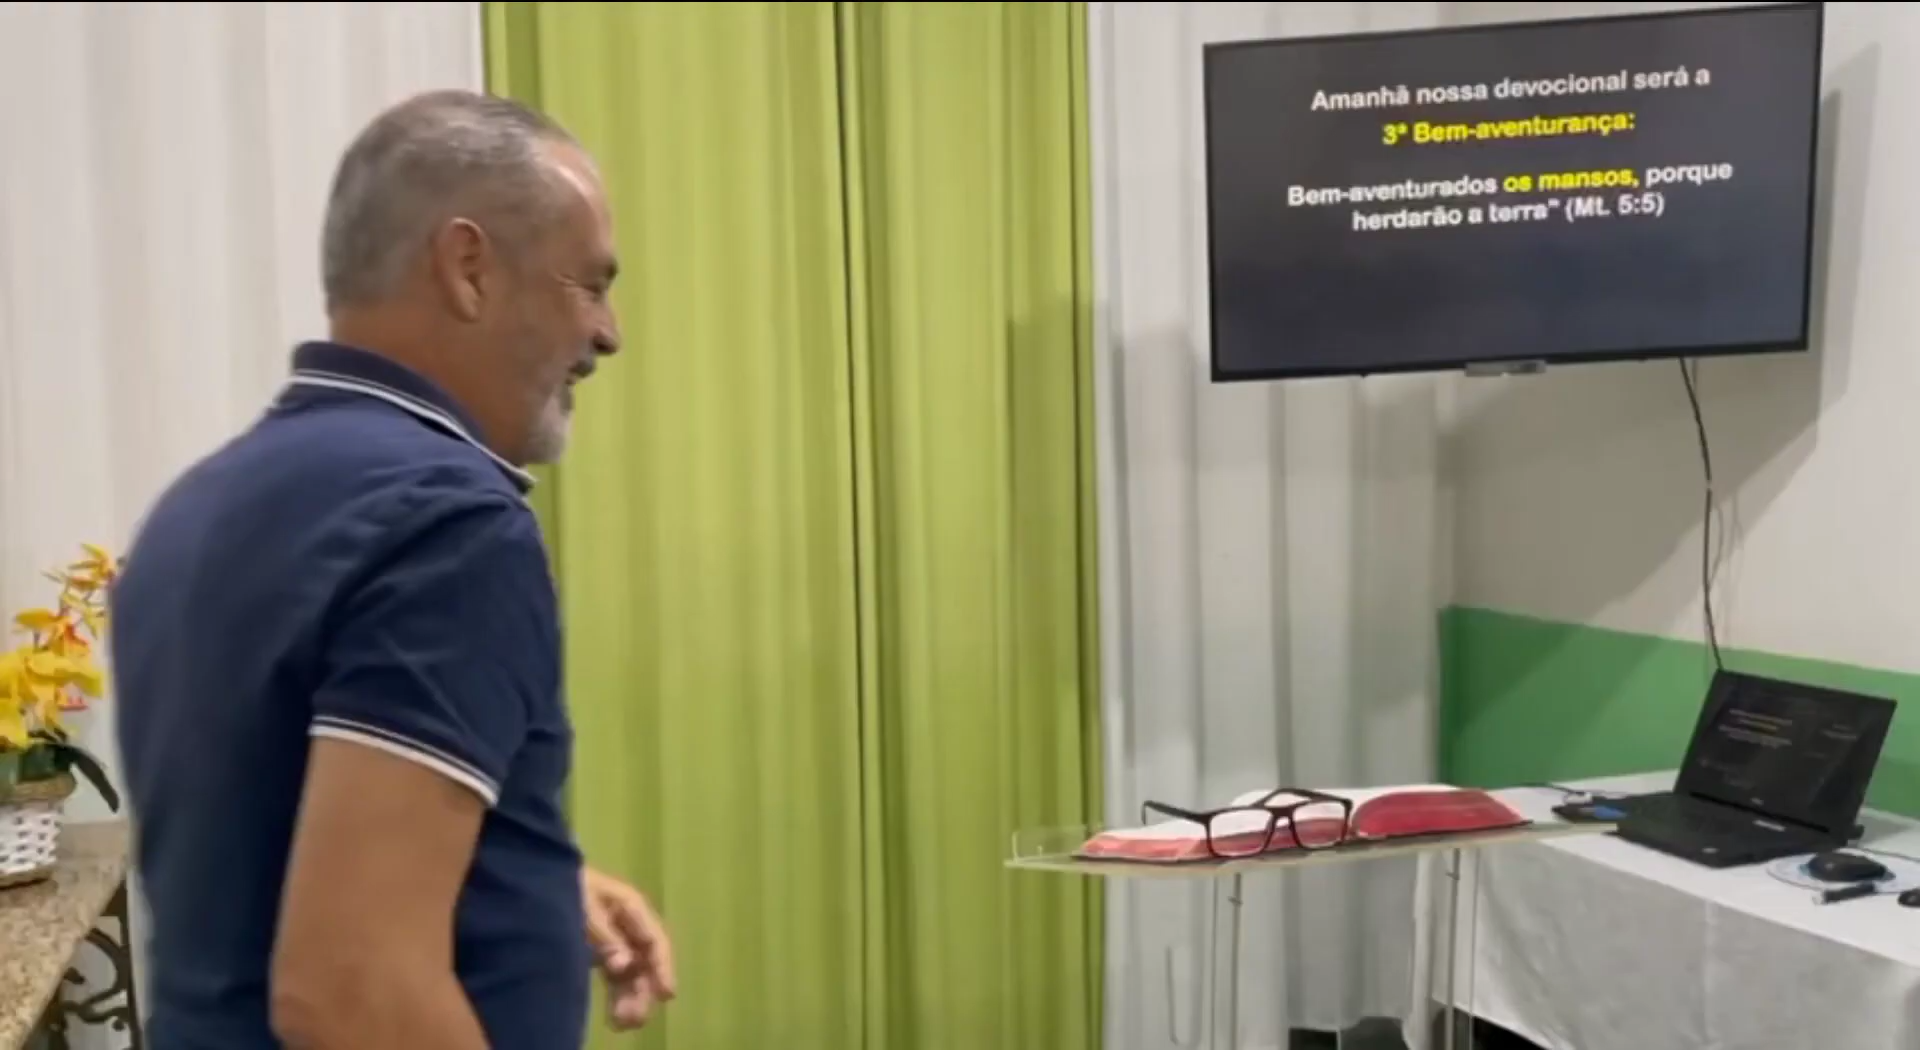 Amanhã nossa devocional será a
3ª Bem-aventurança:
Bem-aventurados os mansos, porque
herdarão a terra" (Mt. 5:5)